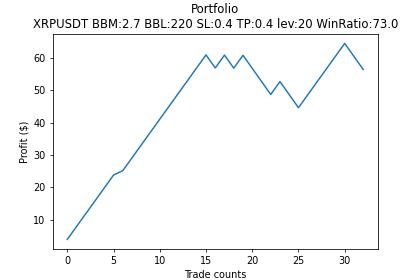 Portfolio
XRPUSDT BBM:2.7 BBL:220 SL:0.4 TP:0.4 lev:20 WinRatio:73.0
60
50
40
30
20
10
Profit ($)
0 5 10 15 20 25 30
Trade counts